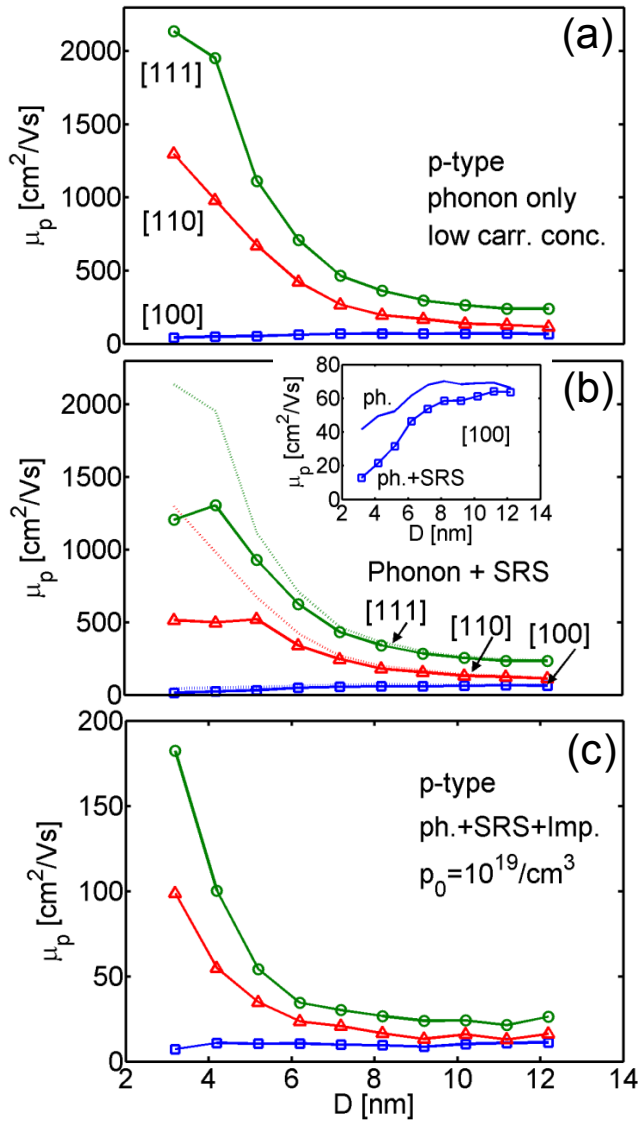 (a)
2000
1500
1000
500
0
μp [cm²/Vs]
[111]
[110]
[100]
p-type
phonon only
low carr. conc.
(b)
2000
1500
1000
500
0
μp [cm²/Vs]
80
60
40
20
0
μp [cm²/Vs]
ph.
[100]
ph.+SRS
2 4 6 8 10 12 14
D [nm]
Phonon + SRS
[111]
[110]
[100]
(c)
200
150
100
50
0
μp [cm²/Vs]
p-type
ph.+SRS+Imp.
p₀=10¹⁹/cm³
2 4 6 8 10 12 14
D [nm]